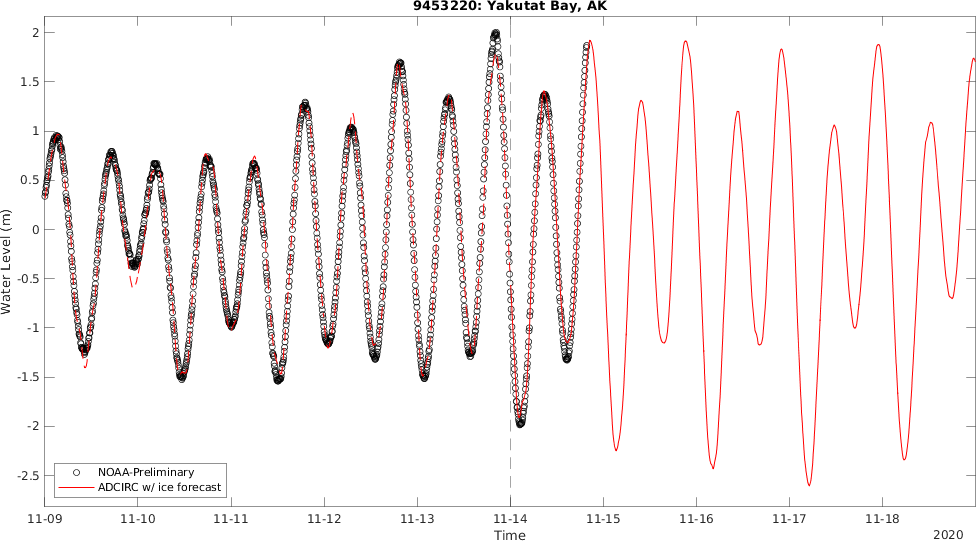 9453220: Yakutat Bay, AK
2
1.5
1
0.5
0
-0.5
-1
-1.5
-2
-2.5
Water Level (m)
NOAA-Preliminary
ADCIRC w/ ice forecast
11-09 11-10 11-11 11-12 11-13 11-14 11-15 11-16 11-17 11-18
Time
2020